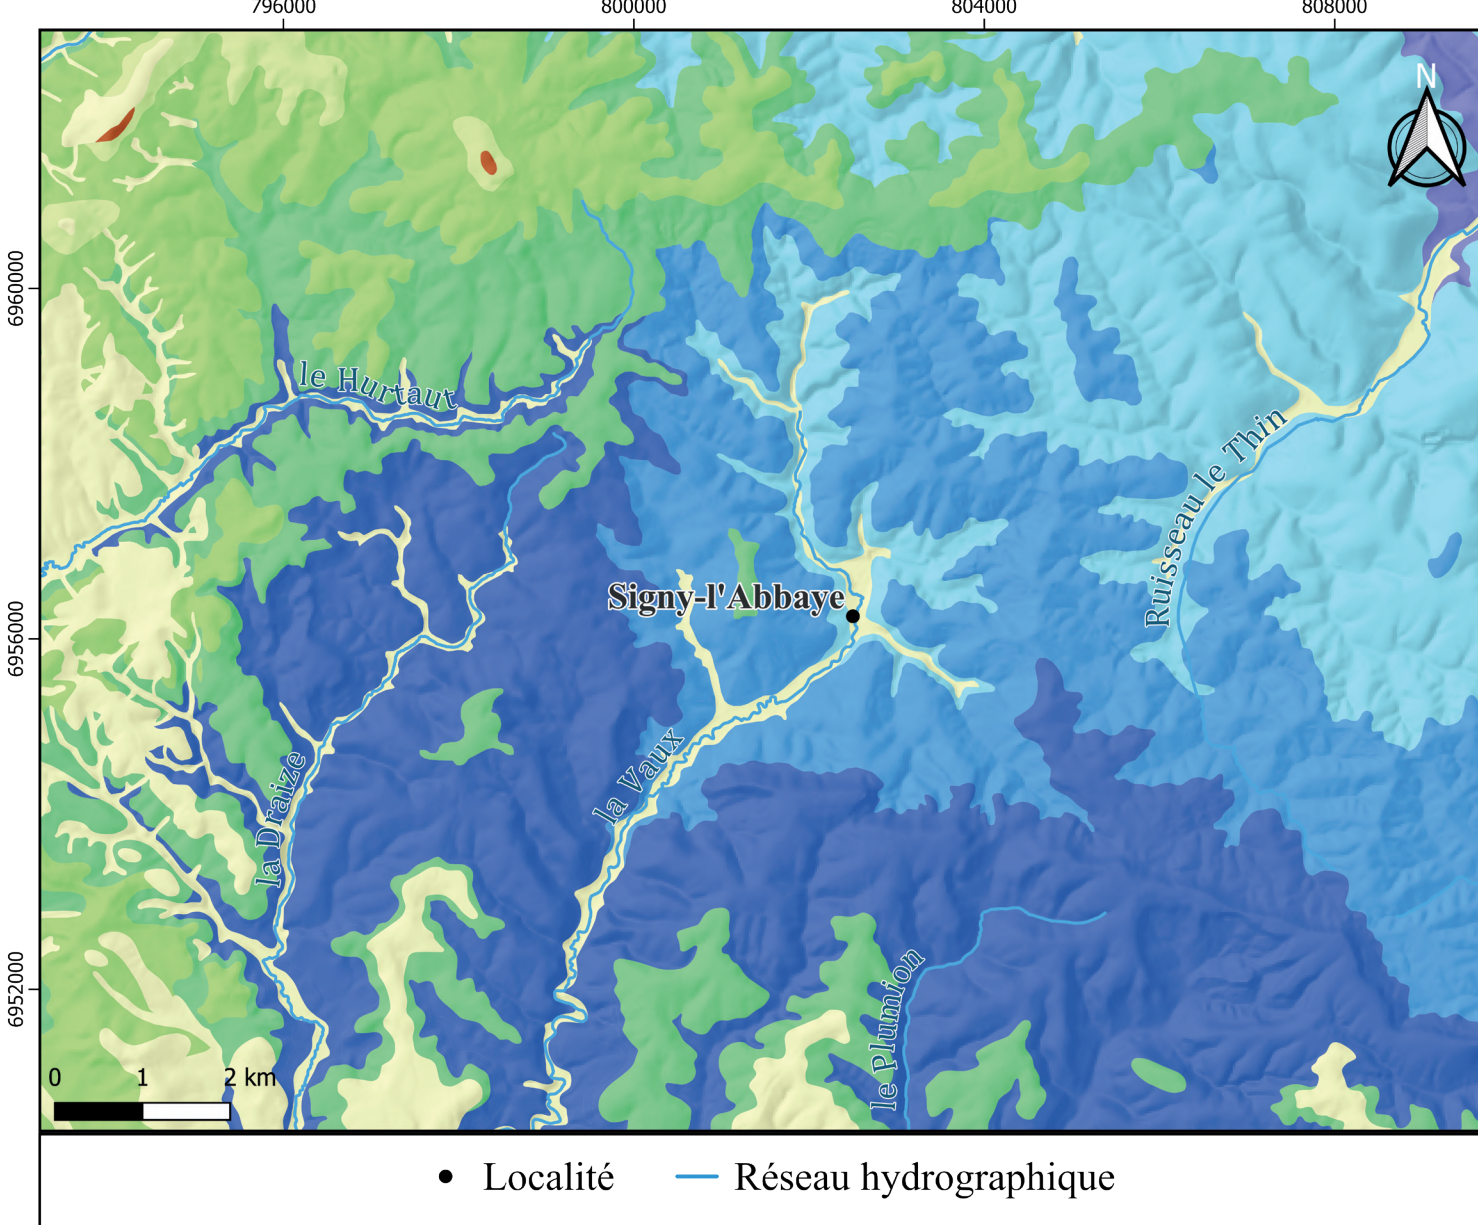 796000 800000 804000 808000
N
6960000
le Hurtaut
Ruisseau le Thin
Signy-l'Abbaye
6956000
la Vaux
la Draize
6952000
le Plumion
0 1 2 km
Localité Réseau hydrographique